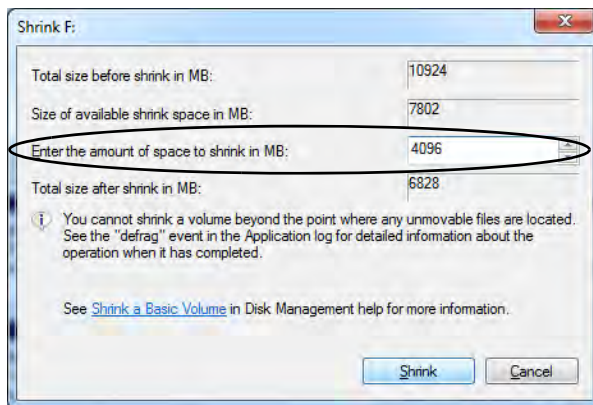 Shrink F:
Total size before shrink in MB: 10924
Size of available shrink space in MB: 7802
Enter the amount of space to shrink in MB: 4096
Total size after shrink in MB: 6828
You cannot shrink a volume beyond the point where any unmovable files are located.
See the "defrag" event in the Application log for detailed information about the
operation when it has completed.
See Shrink a Basic Volume in Disk Management help for more information.
Shrink Cancel